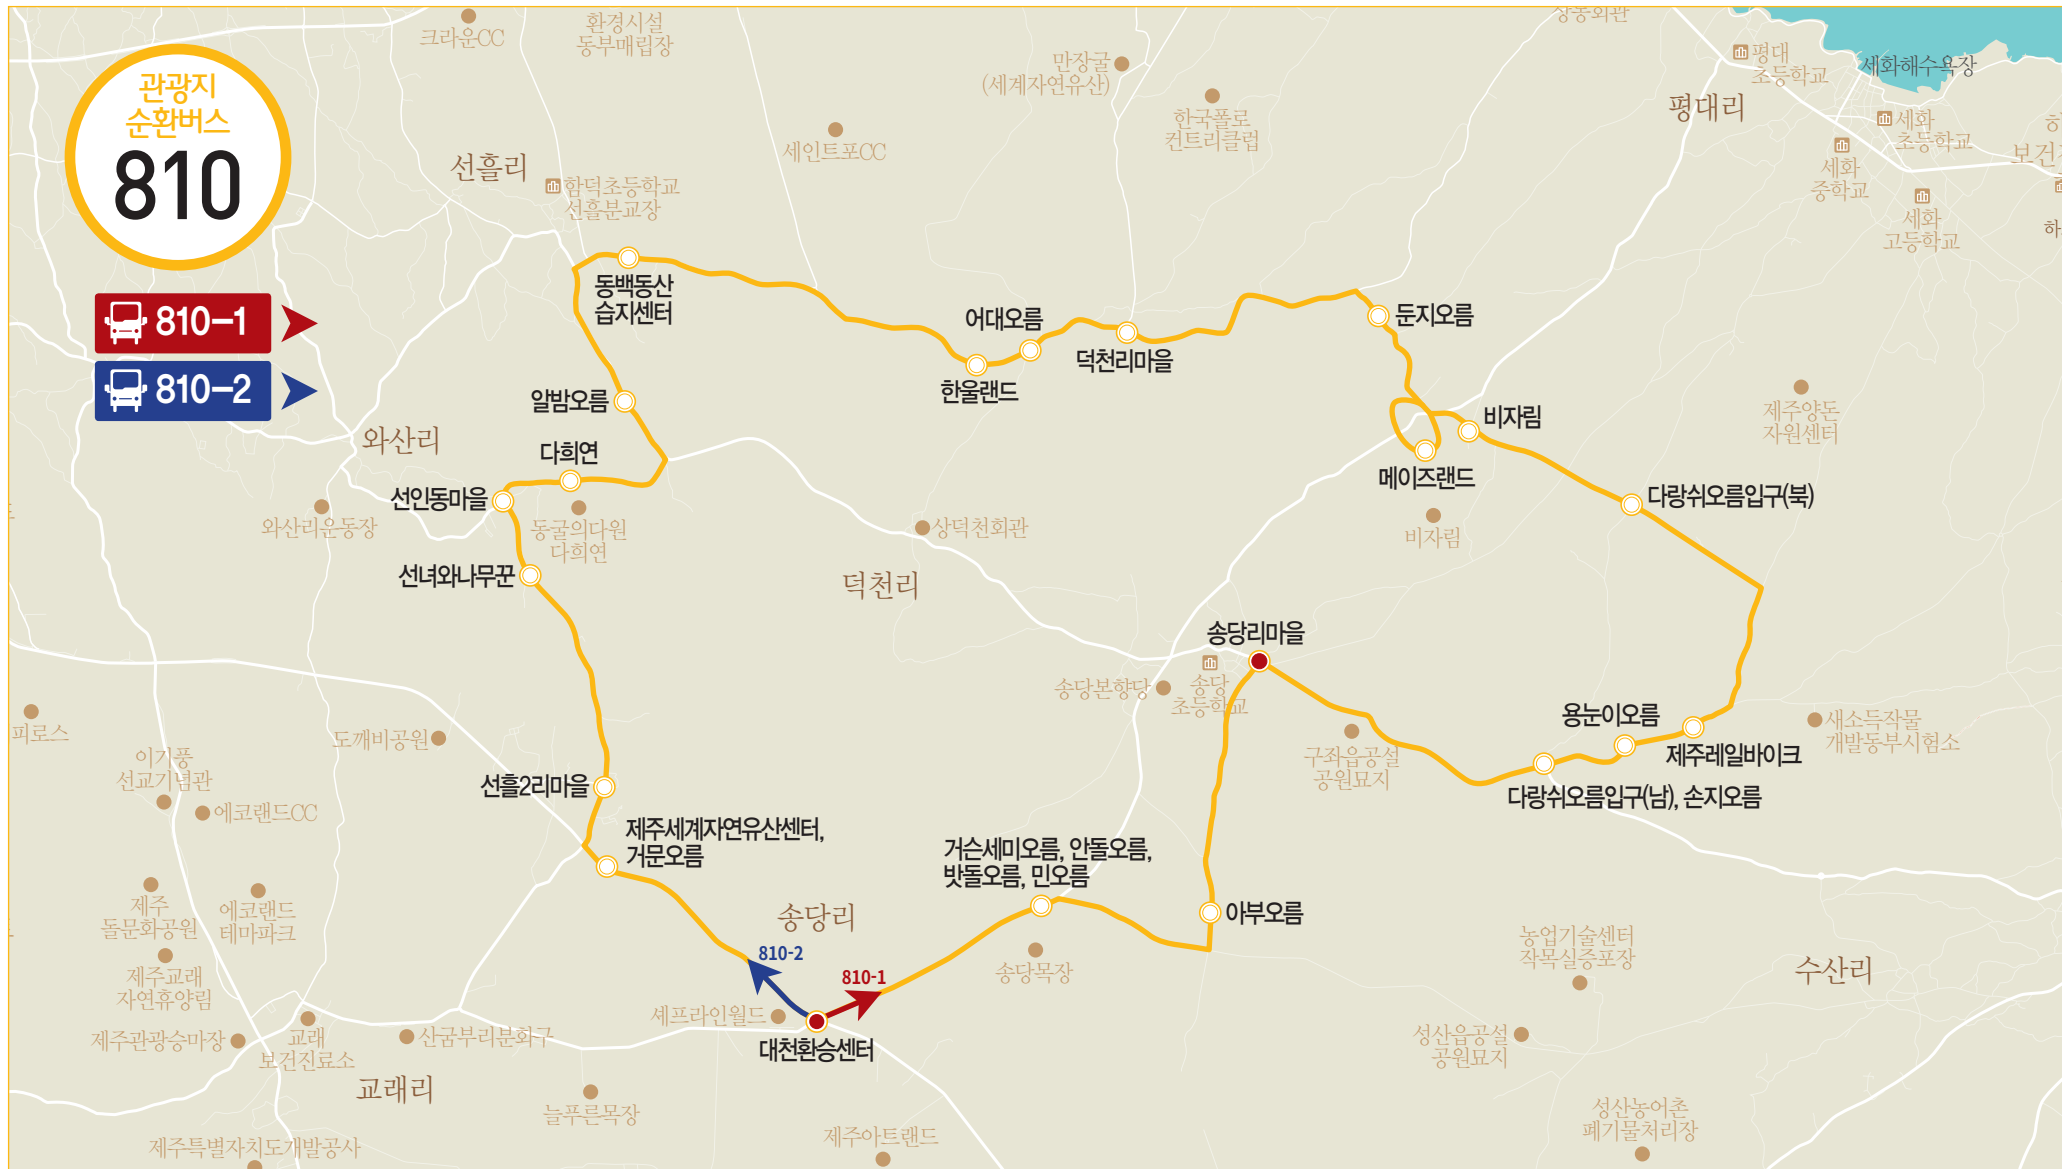 관광지
순환버스
810
810-1
810-2
크라운CC
환경시설
동부매립장
만장굴
(세계자연유산)
한국폴로
컨트리클럽
세인트포CC
선흘리
함덕초등학교
선흘분교장
평대
초등학교
세화해수욕장
평대리
세화
초등학교
세화
중학교
세화
고등학교
동백동산
습지센터
어대오름
한울랜드
덕천리마을
둔지오름
비자림
메이즈랜드
비자림
제주양돈
자원센터
다랑쉬오름입구(북)
알밤오름
와산리
다희연
선인동마을
와산리운동장
동굴의다원
다희연
상덕천회관
선녀와나무꾼
덕천리
송당리마을
송당본향당
송당
초등학교
구좌읍공설
공원묘지
용눈이오름
제주레일바이크
새소득작물
개발동부시험소
다랑쉬오름입구(남), 손지오름
피로스
도깨비공원
이기풍
선교기념관
에코랜드CC
선흘2리마을
제주세계자연유산센터,
거문오름
거슨세미오름, 안돌오름,
밧돌오름, 민오름
아부오름
제주
돌문화공원
에코랜드
테마파크
송당리
810-2
810-1
송당목장
농업기술센터
작목실증포장
수산리
제주교래
자연휴양림
셰프라인월드
대천환승센터
제주관광승마장
교래
보건진료소
산굼부리분화구
성산읍공설
공원묘지
교래리
늘푸른목장
제주아트랜드
성산농어촌
폐기물처리장
제주특별자치도개발공사